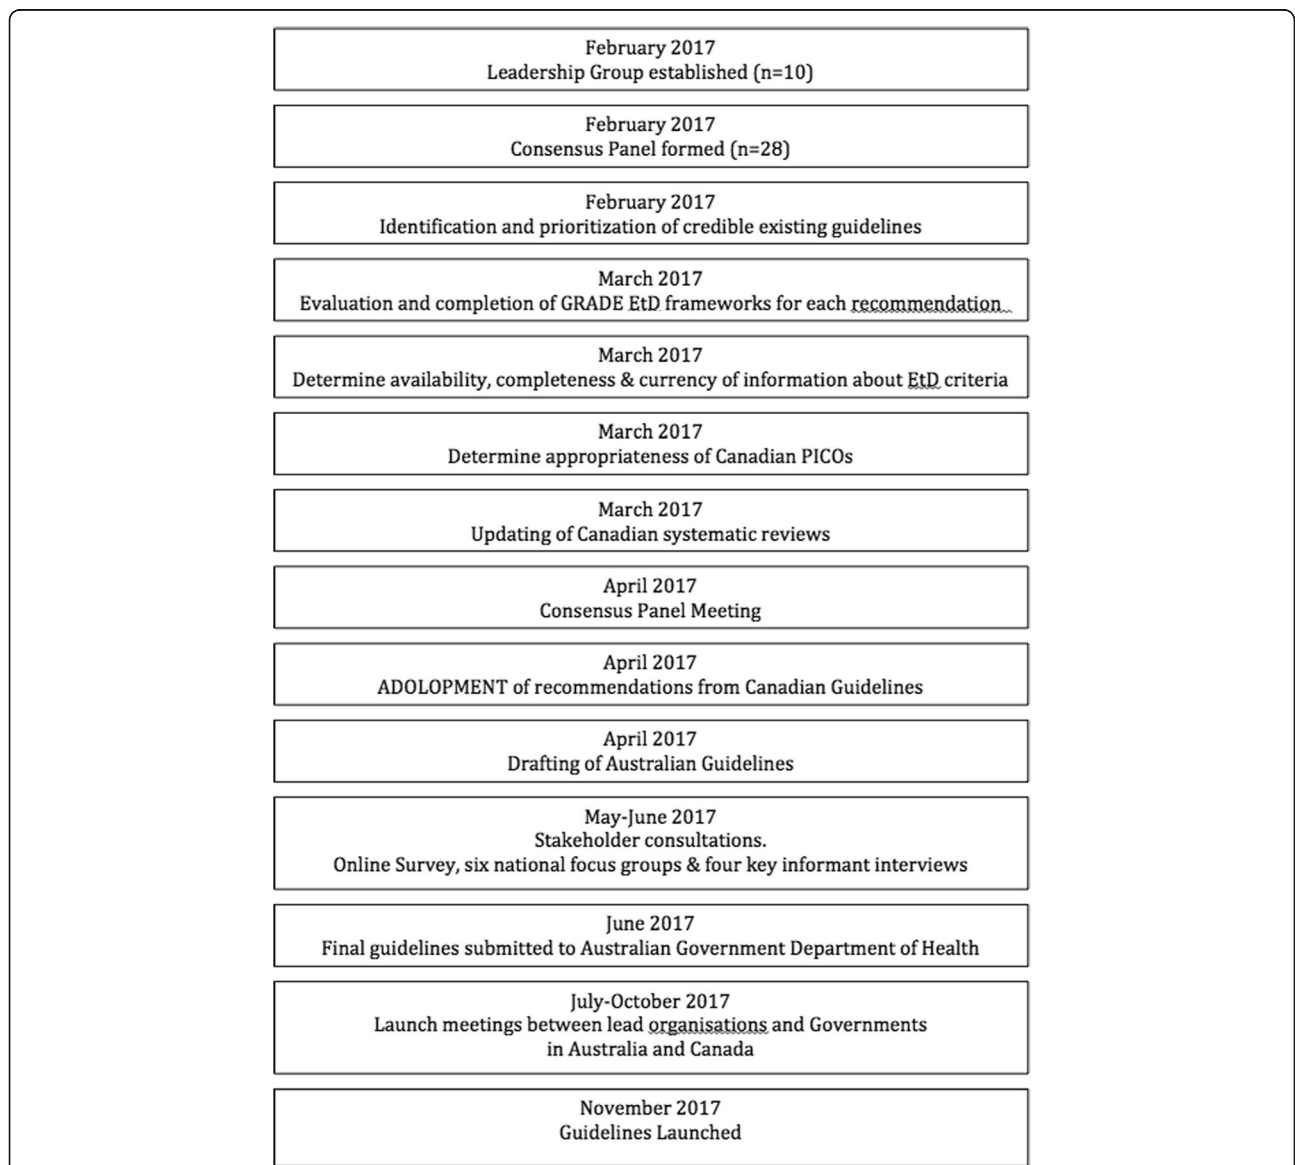 February 2017
Leadership Group established (n=10)
February 2017
Consensus Panel formed (n=28)
February 2017
Identification and prioritization of credible existing guidelines
March 2017
Evaluation and completion of GRADE EtD frameworks for each recommendation
March 2017
Determine availability, completeness & currency of information about EtD criteria
March 2017
Determine appropriateness of Canadian PICOs
March 2017
Updating of Canadian systematic reviews
April 2017
Consensus Panel Meeting
April 2017
ADOLOPMENT of recommendations from Canadian Guidelines
April 2017
Drafting of Australian Guidelines
May-June 2017
Stakeholder consultations.
Online Survey, six national focus groups & four key informant interviews
June 2017
Final guidelines submitted to Australian Government Department of Health
July-October 2017
Launch meetings between lead organisations and Governments
in Australia and Canada
November 2017
Guidelines Launched